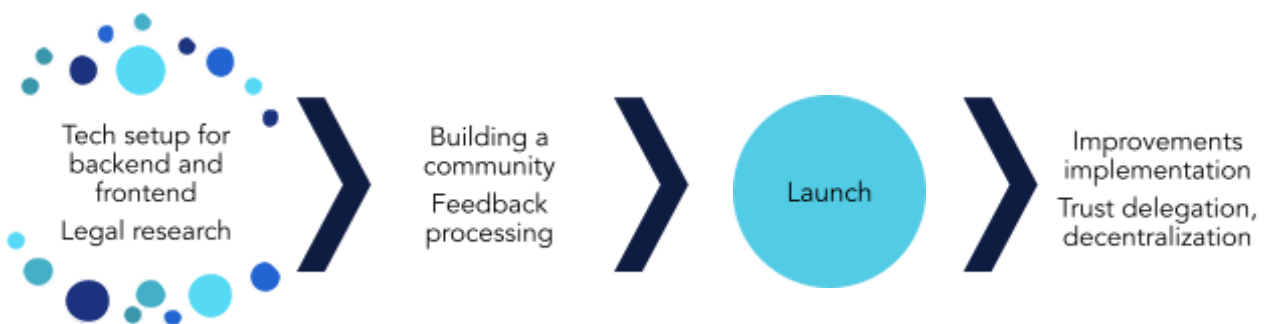 Tech setup for
backend and
frontend
Legal research
Building a
community
Feedback
processing
Launch
Improvements
implementation
Trust delegation,
decentralization